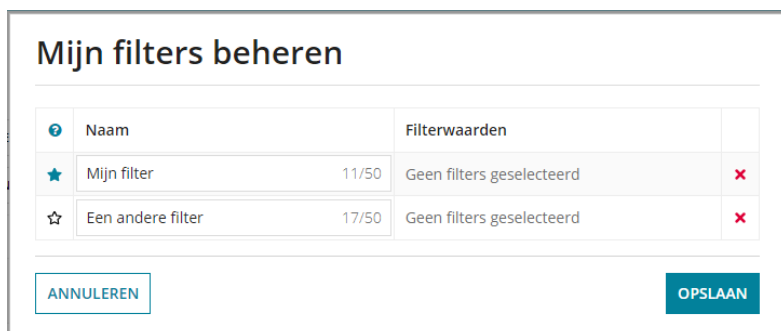 Mijn filters beheren
Naam Filterwaarden
Mijn filter 11/50 Geen filters geselecteerd
Een andere filter 17/50 Geen filters geselecteerd
ANNULEREN OPSLAAN